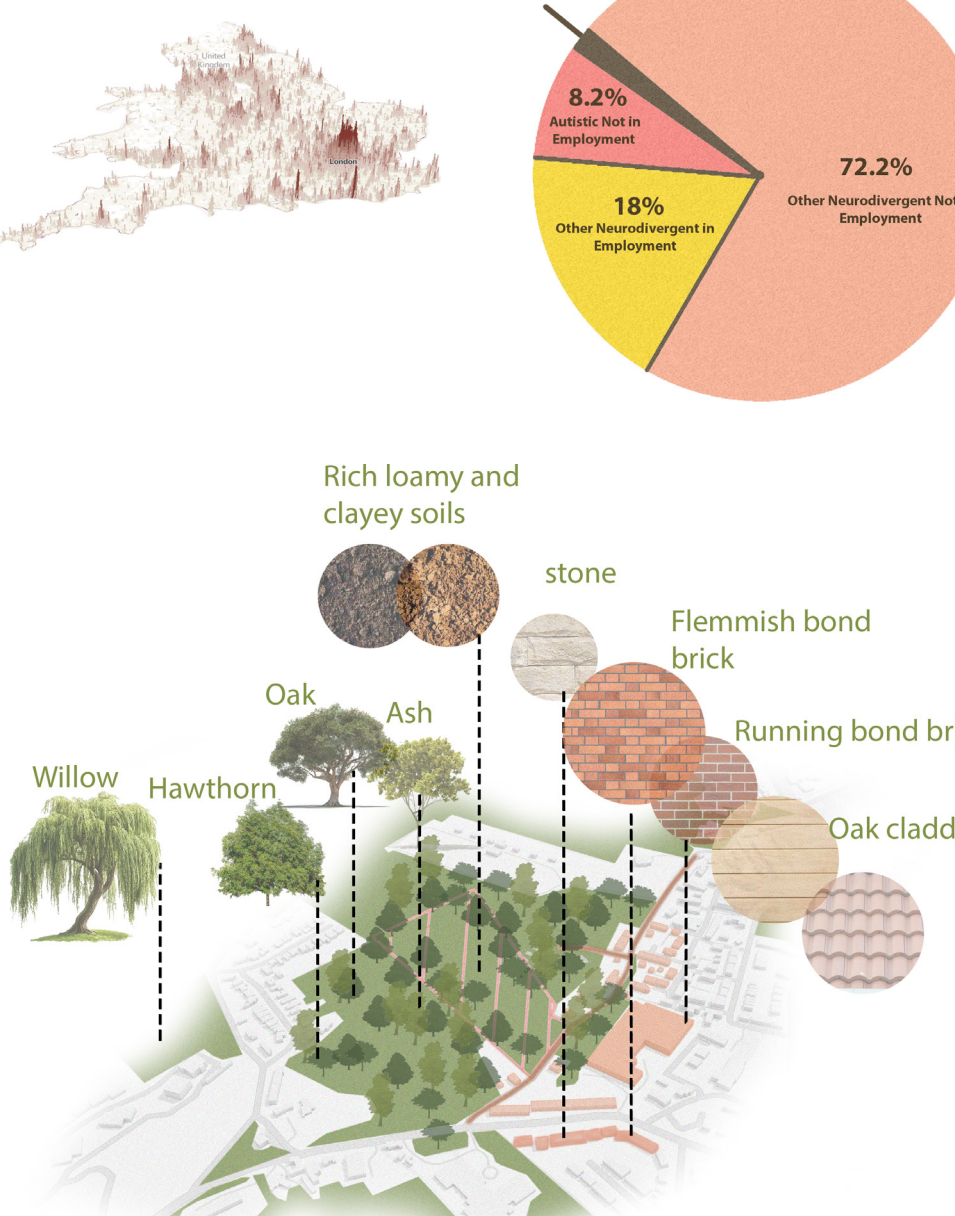 United
Kingdom
London
8.2%
Autistic Not in
Employment
72.2%
Other Neurodivergent Not
Employment
18%
Other Neurodivergent in
Employment
Rich loamy and
clayey soils
stone
Flemmish bond
brick
Oak
Ash
Running bond br
Willow
Hawthorn
Oak cladd